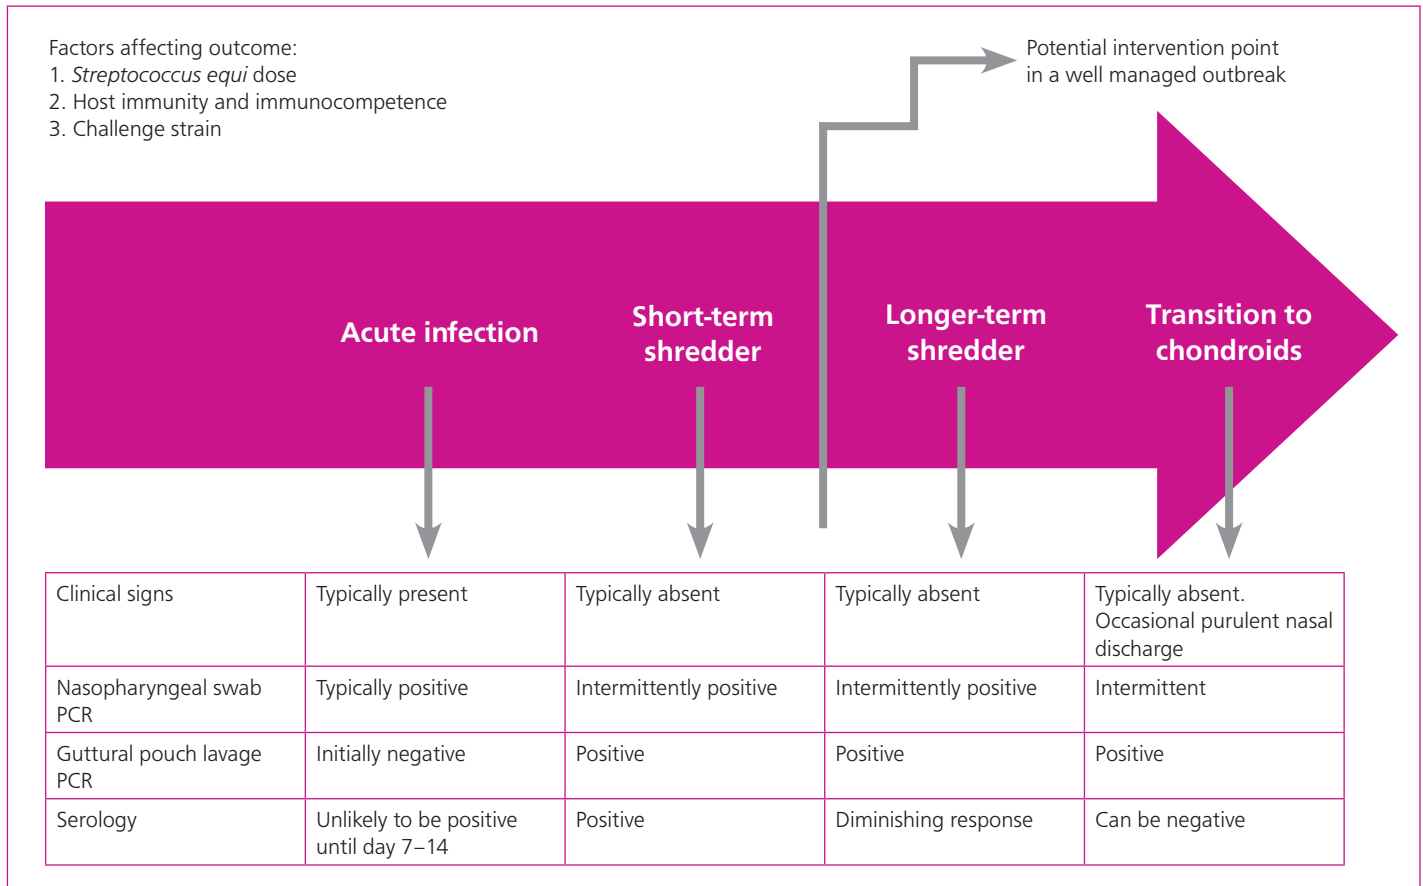 Factors affecting outcome:
1. Streptococcus equi dose
2. Host immunity and immunocompetence
3. Challenge strain
Potential intervention point
in a well managed outbreak
Acute infection
Short-term
shredder
Longer-term
shredder
Transition to
chondroids
Clinical signs
Typically present
Typically absent
Typically absent
Typically absent.
Occasional purulent nasal
discharge
Nasopharyngeal swab
PCR
Typically positive
Intermittently positive
Intermittently positive
Intermittent
Guttural pouch lavage
PCR
Initially negative
Positive
Positive
Positive
Serology
Unlikely to be positive
until day 7–14
Positive
Diminishing response
Can be negative